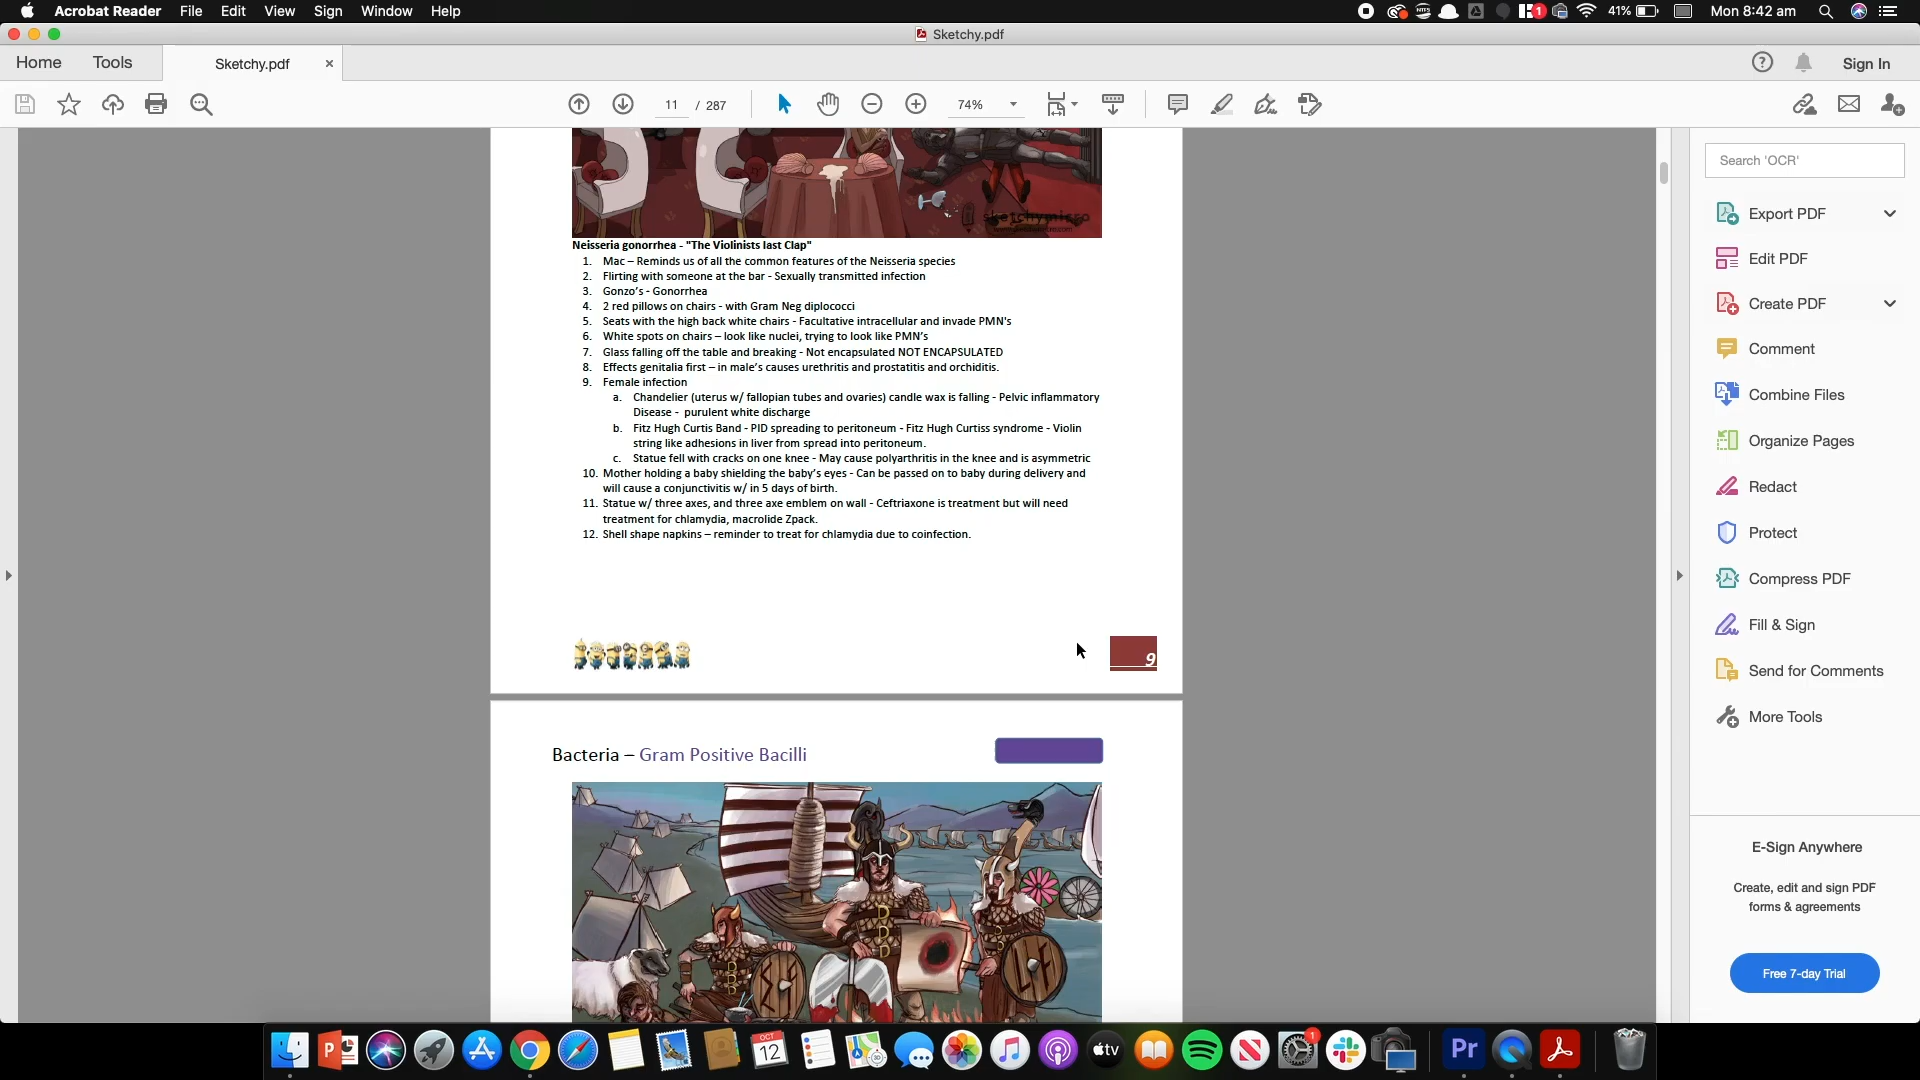 Acrobat Reader File Edit View Sign Window Help
1 41% Mon 8:42 am
Sketchy.pdf
Home Tools Sketchy.pdf × Sign In
11 / 287 74%
sketchymicro
Neisseria gonorrhea - "The Violinists last Clap"
1. Mac – Reminds us of all the common features of the Neisseria species
2. Flirting with someone at the bar - Sexually transmitted infection
3. Gonzo's - Gonorrhea
4. 2 red pillows on chairs - with Gram Neg diplococci
5. Seats with the high back white chairs - Facultative intracellular and invade PMN's
6. White spots on chairs – look like nuclei, trying to look like PMN's
7. Glass falling off the table and breaking - Not encapsulated NOT ENCAPSULATED
8. Effects genitalia first – in male's causes urethritis and prostatitis and orchiditis.
9. Female infection
a. Chandelier (uterus w/ fallopian tubes and ovaries) candle wax is falling - Pelvic inflammatory
Disease - purulent white discharge
b. Fitz Hugh Curtis Band - PID spreading to peritoneum - Fitz Hugh Curtiss syndrome - Violin
string like adhesions in liver from spread into peritoneum.
c. Statue fell with cracks on one knee - May cause polyarthritis in the knee and is asymmetric
10. Mother holding a baby shielding the baby's eyes - Can be passed on to baby during delivery and
will cause a conjunctivitis w/ in 5 days of birth.
11. Statue w/ three axes, and three axe emblem on wall - Ceftriaxone is treatment but will need
treatment for chlamydia, macrolide Zpack.
12. Shell shape napkins – reminder to treat for chlamydia due to coinfection.
9
Bacteria – Gram Positive Bacilli
D
D
D
Search 'OCR'
Export PDF
Edit PDF
Create PDF
Comment
Combine Files
Organize Pages
Redact
Protect
Compress PDF
Fill & Sign
Send for Comments
More Tools
E-Sign Anywhere
Create, edit and sign PDF
forms & agreements
Free 7-day Trial
OCT
12
tv
1
Pr